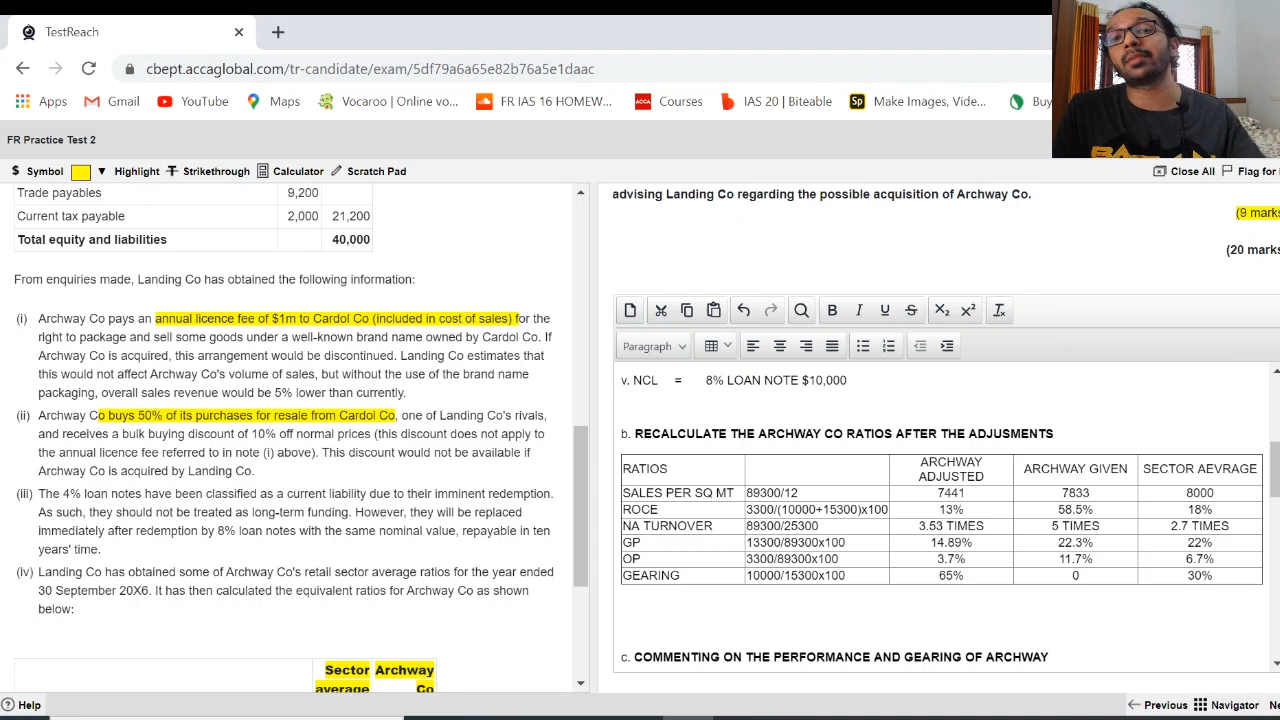 TestReach
cbept.accaglobal.com/tr-candidate/exam/5df79a6a65e82b76a5e1daac
Apps Gmail YouTube Maps Vocaroo | Online vo... FR IAS 16 HOMEW... ACCA Courses IAS 20 | Biteable Sp Make Images, Vide... Buy
FR Practice Test 2
$ Symbol Highlight Strikethrough Calculator Scratch Pad Close All Flag for
Trade payables 9,200
Current tax payable 2,000 21,200
Total equity and liabilities 40,000
From enquiries made, Landing Co has obtained the following information:
(i) Archway Co pays an annual licence fee of $1m to Cardol Co (included in cost of sales) for the
right to package and sell some goods under a well-known brand name owned by Cardol Co. If
Archway Co is acquired, this arrangement would be discontinued. Landing Co estimates that
this would not affect Archway Co's volume of sales, but without the use of the brand name
packaging, overall sales revenue would be 5% lower than currently.
(ii) Archway Co buys 50% of its purchases for resale from Cardol Co, one of Landing Co's rivals,
and receives a bulk buying discount of 10% off normal prices (this discount does not apply to
the annual licence fee referred to in note (i) above). This discount would not be available if
Archway Co is acquired by Landing Co.
(iii) The 4% loan notes have been classified as a current liability due to their imminent redemption.
As such, they should not be treated as long-term funding. However, they will be replaced
immediately after redemption by 8% loan notes with the same nominal value, repayable in ten
years' time.
(iv) Landing Co has obtained some of Archway Co's retail sector average ratios for the year ended
30 September 20X6. It has then calculated the equivalent ratios for Archway Co as shown
below:
Sector Archway
average Co
advising Landing Co regarding the possible acquisition of Archway Co.
(9 marks
(20 marks
B I U S X₂ X² Ix
Paragraph
v. NCL = 8% LOAN NOTE $10,000
b. RECALCULATE THE ARCHWAY CO RATIOS AFTER THE ADJUSMENTS
RATIOS ARCHWAY ADJUSTED ARCHWAY GIVEN SECTOR AEVRAGE
SALES PER SQ MT 89300/12 7441 7833 8000
ROCE 3300/(10000+15300)x100 13% 58.5% 18%
NA TURNOVER 89300/25300 3.53 TIMES 5 TIMES 2.7 TIMES
GP 13300/89300x100 14.89% 22.3% 22%
OP 3300/89300x100 3.7% 11.7% 6.7%
GEARING 10000/15300x100 65% 0 30%
c. COMMENTING ON THE PERFORMANCE AND GEARING OF ARCHWAY
Help Previous Navigator Ne